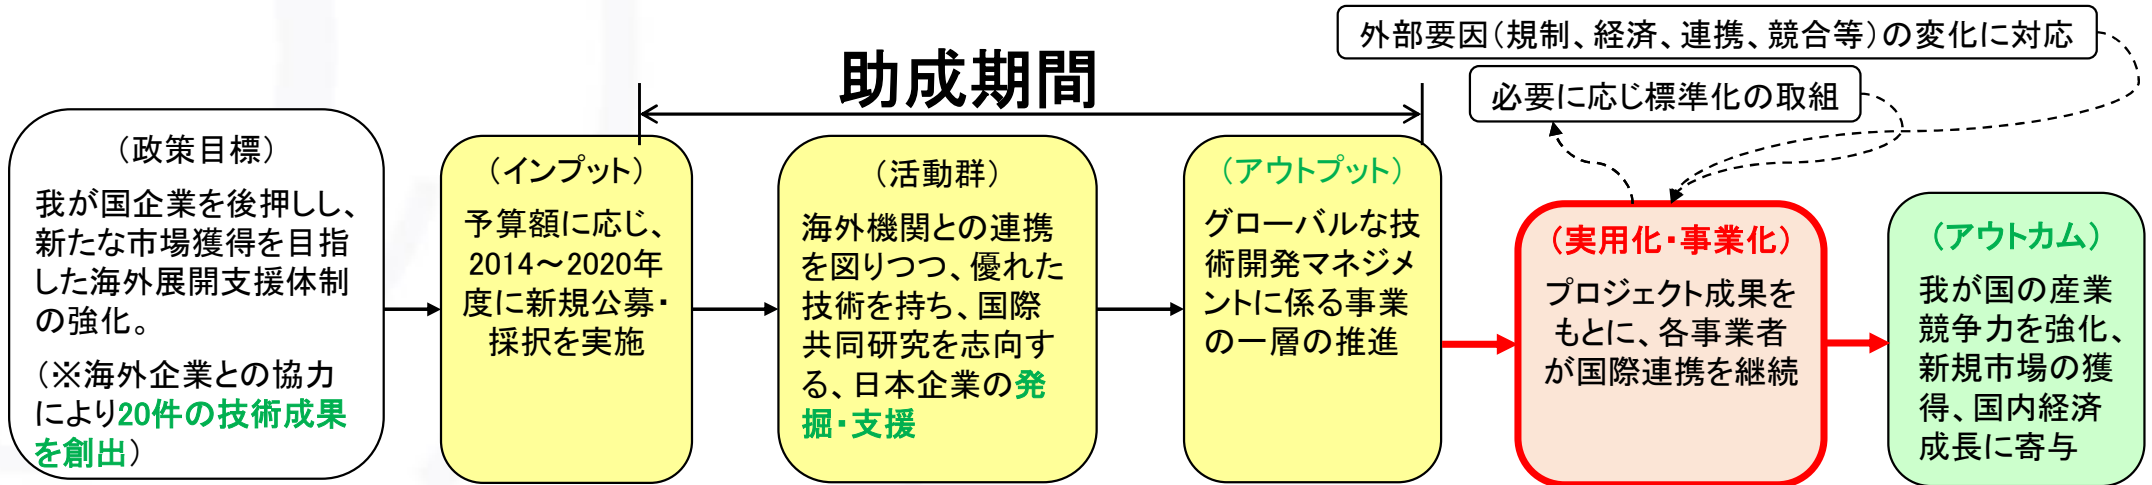 外部要因(規制、経済、連携、競合等)の変化に対応
助成期間
必要に応じ標準化の取組
(政策目標)
我が国企業を後押しし、
新たな市場獲得を目指
した海外展開支援体制
の強化。
(※海外企業との協力
により20件の技術成果
を創出)
(インプット)
予算額に応じ、
2014~2020年
度に新規公募・
採択を実施
(活動群)
海外機関との連携
を図りつつ、優れた
技術を持ち、国際
共同研究を志向す
る、日本企業の発
掘・支援
(アウトプット)
グローバルな技
術開発マネジメ
ントに係る事業
の一層の推進
(実用化・事業化)
プロジェクト成果を
もとに、各事業者
が国際連携を継続
(アウトカム)
我が国の産業
競争力を強化、
新規市場の獲
得、国内経済
成長に寄与